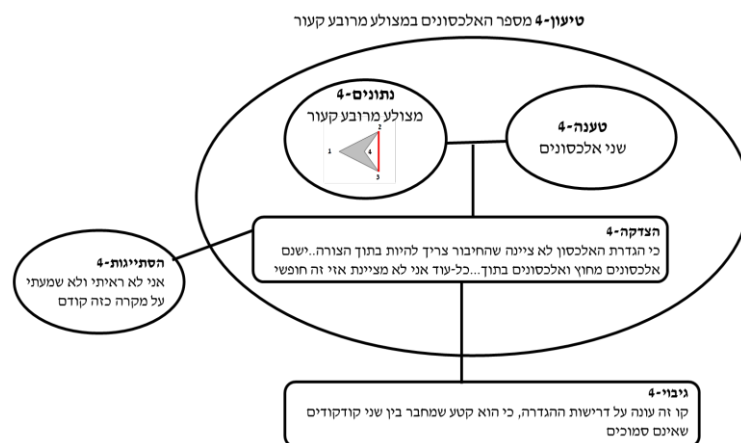 טיעון-4 מספר האלכסונים במצולע מרובע קעור
נתונים-4
מצולע מרובע קעור
2
1
4
3
טענה-4
שני אלכסונים
הצדקה-4
כי הגדרת האלכסון לא ציינה שהחיבור צריך להיות בתוך הצורה..ישנם
אלכסונים מחוץ ואלכסונים בתוך...כל-עוד אני לא מציינת אזי זה חופשי
הסתייגות-4
אני לא ראיתי ולא שמעתי
על מקרה כזה קודם
גיבוי-4
קו זה עונה על דרישות ההגדרה, כי הוא קטע שמחבר בין שני קודקודים
שאינם סמוכים